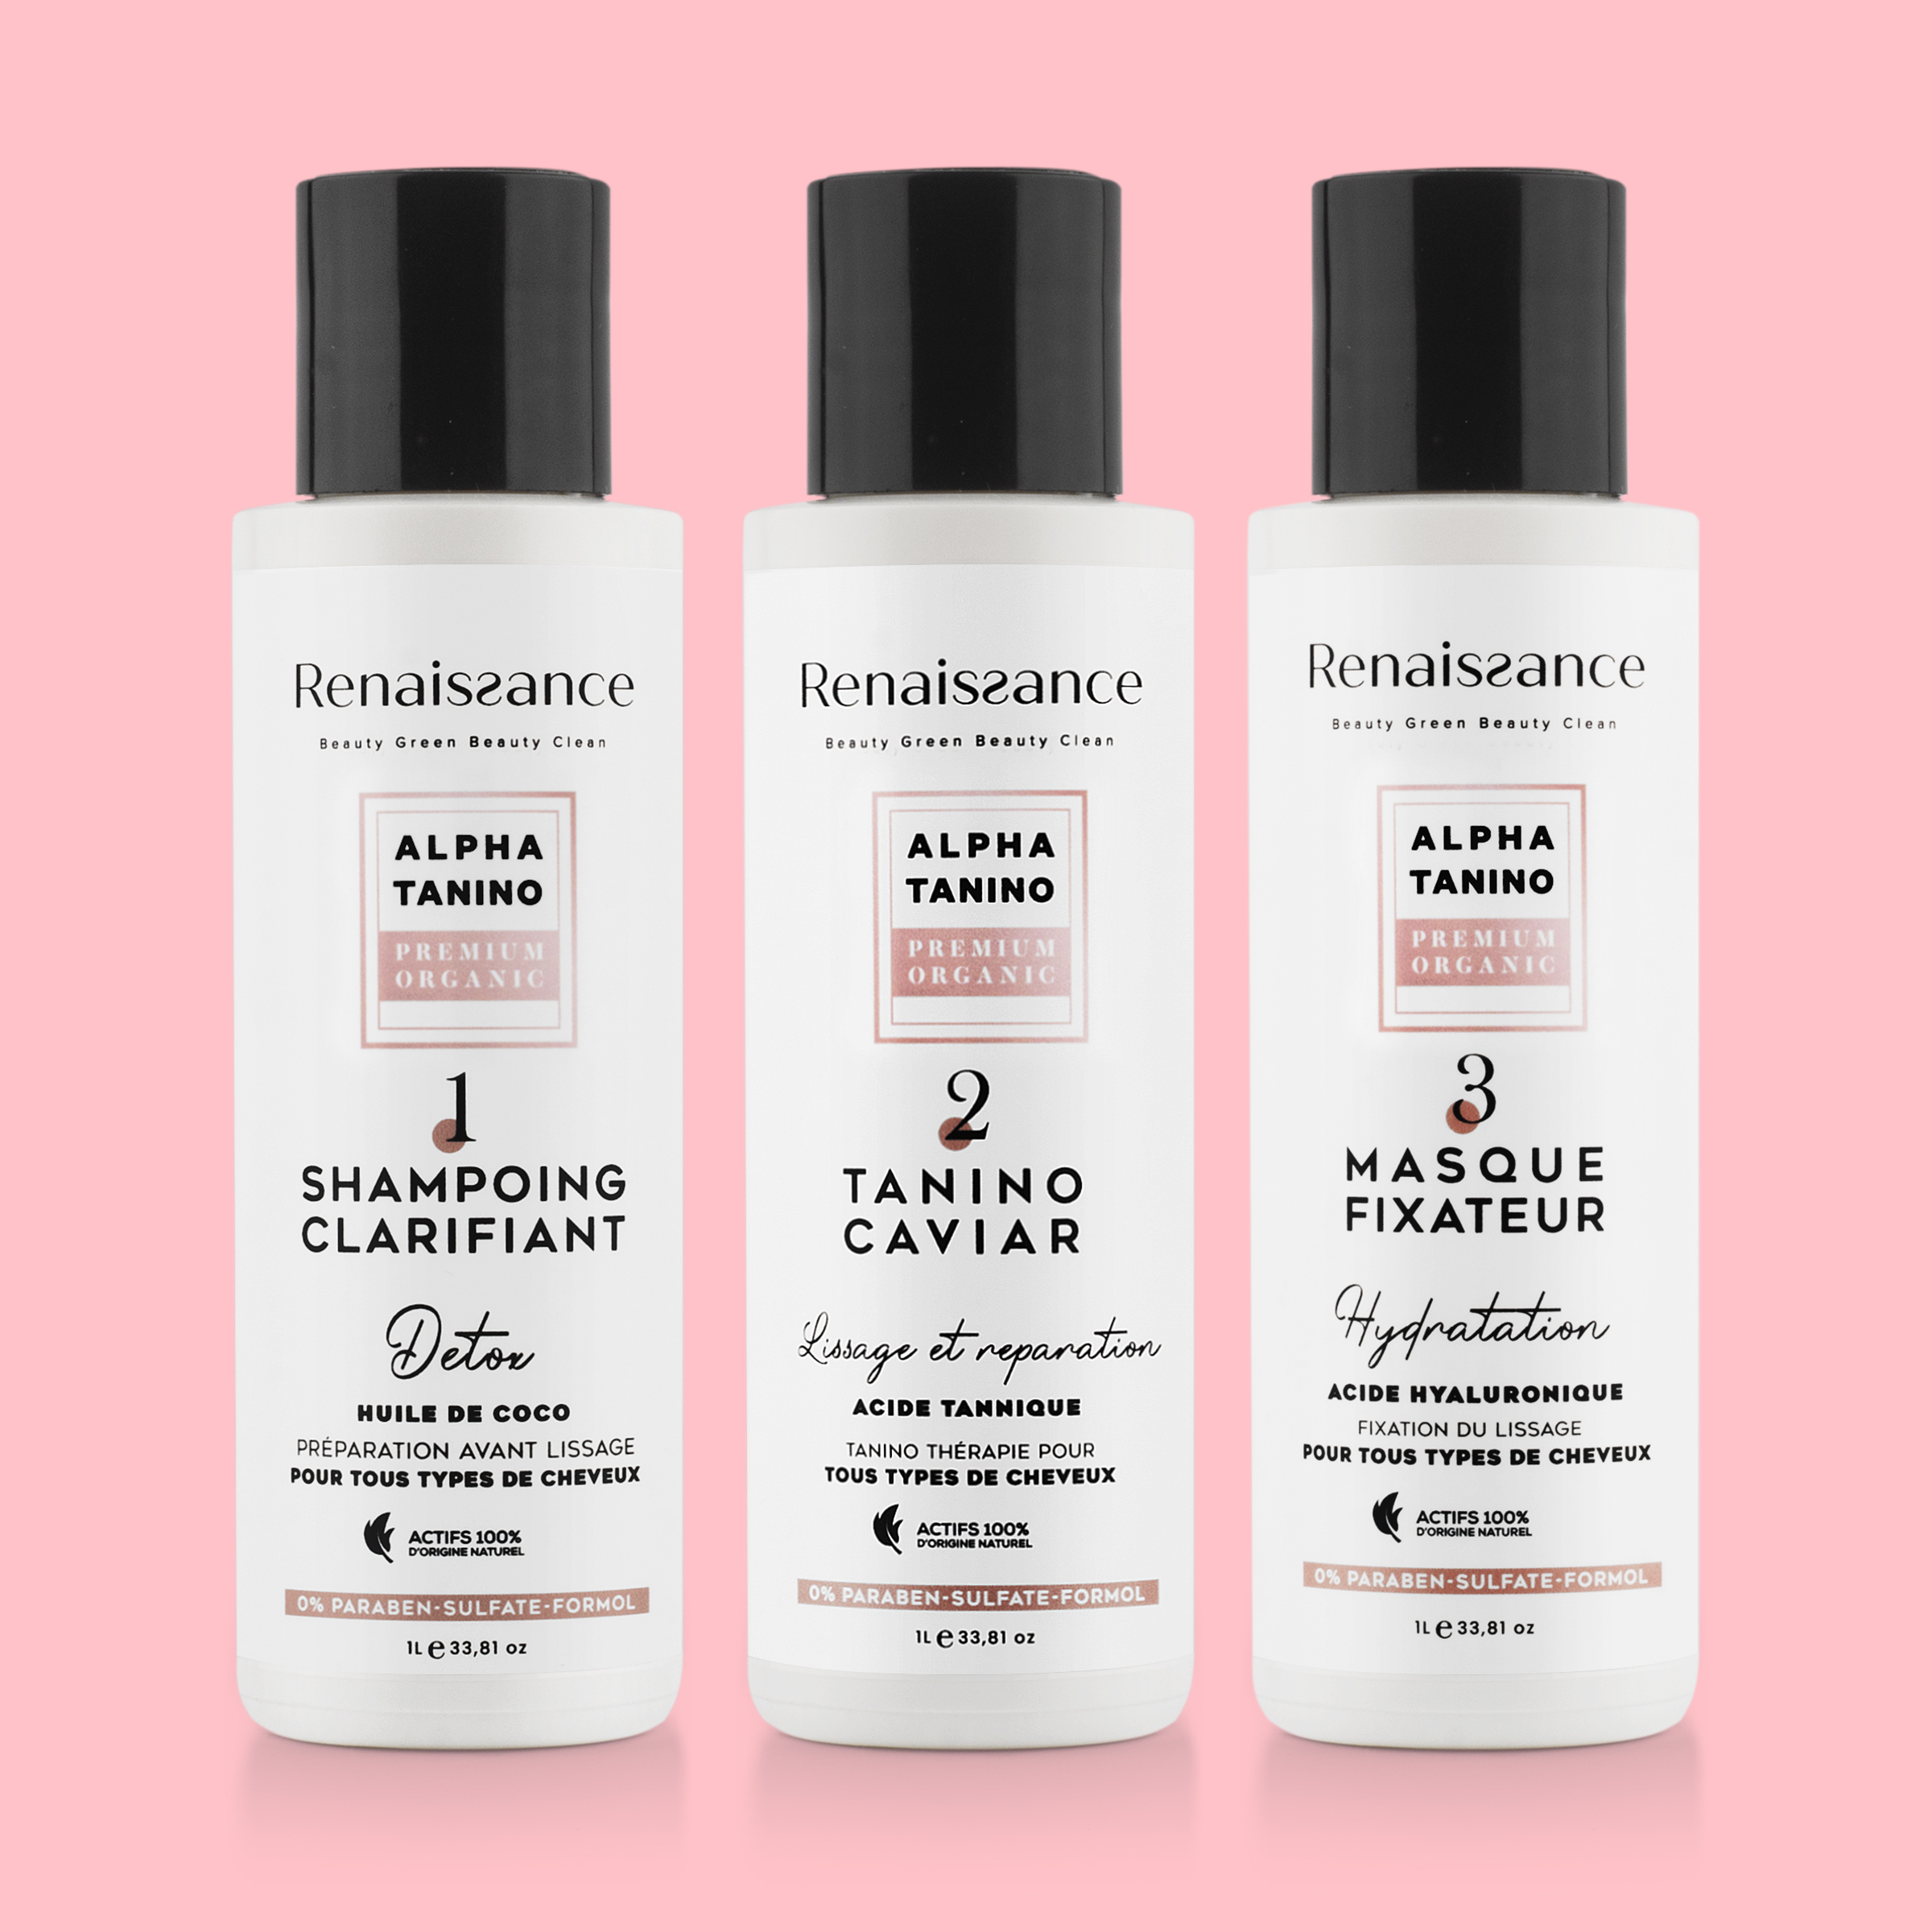 Renaissance
Beauty Green Beauty Clean
ALPHA
TANINO
PREMIUM
ORGANIC
1
SHAMPOING
CLARIFIANT
Detox
HUILE DE COCO
PRÉPARATION AVANT LISSAGE
POUR TOUS TYPES DE CHEVEUX
ACTIFS 100%
D'ORIGINE NATUREL
0% PARABEN-SULFATE-FORMOL
1L e 33,81 oz
Renaissance
Beauty Green Beauty Clean
ALPHA
TANINO
PREMIUM
ORGANIC
2
TANINO
CAVIAR
Lissage et reparation
ACIDE TANNIQUE
TANINO THÉRAPIE POUR
TOUS TYPES DE CHEVEUX
ACTIFS 100%
D'ORIGINE NATUREL
0% PARABEN-SULFATE-FORMOL
1L e 33,81 oz
Renaissance
Beauty Green Beauty Clean
ALPHA
TANINO
PREMIUM
ORGANIC
3
MASQUE
FIXATEUR
Hydratation
ACIDE HYALURONIQUE
FIXATION DU LISSAGE
POUR TOUS TYPES DE CHEVEUX
ACTIFS 100%
D'ORIGINE NATUREL
0% PARABEN-SULFATE-FORMOL
1L e 33,81 oz